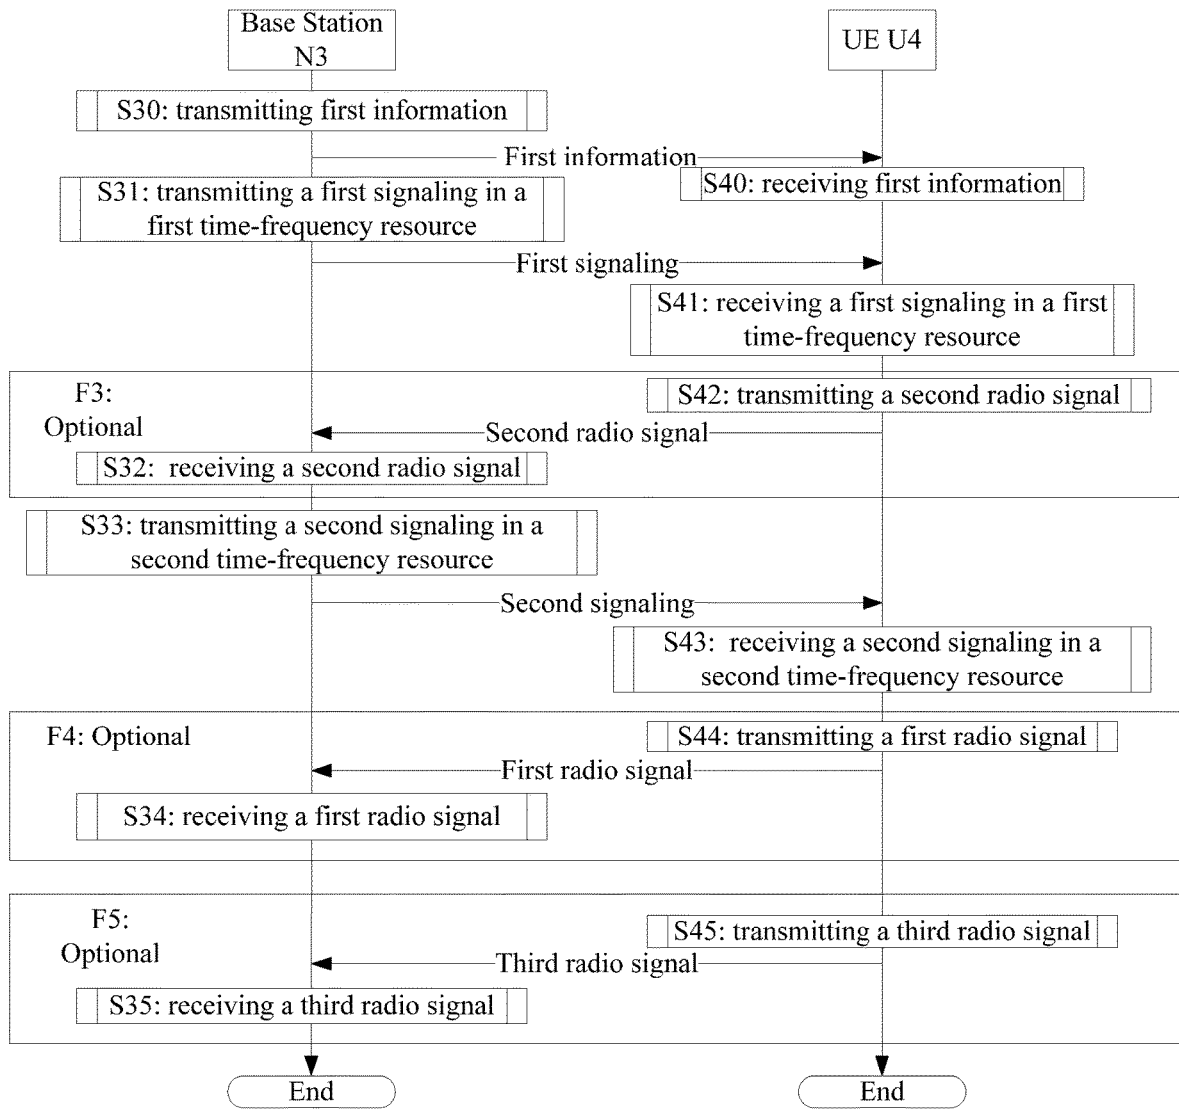 Base Station
N3
UE U4
S30: transmitting first information
First information
S40: receiving first information
S31: transmitting a first signaling in a
first time-frequency resource
First signaling
S41: receiving a first signaling in a first
time-frequency resource
F3:
Optional
S42: transmitting a second radio signal
Second radio signal
S32: receiving a second radio signal
S33: transmitting a second signaling in a
second time-frequency resource
Second signaling
S43: receiving a second signaling in a
second time-frequency resource
F4: Optional
S44: transmitting a first radio signal
First radio signal
S34: receiving a first radio signal
F5:
Optional
S45: transmitting a third radio signal
Third radio signal
S35: receiving a third radio signal
End
End